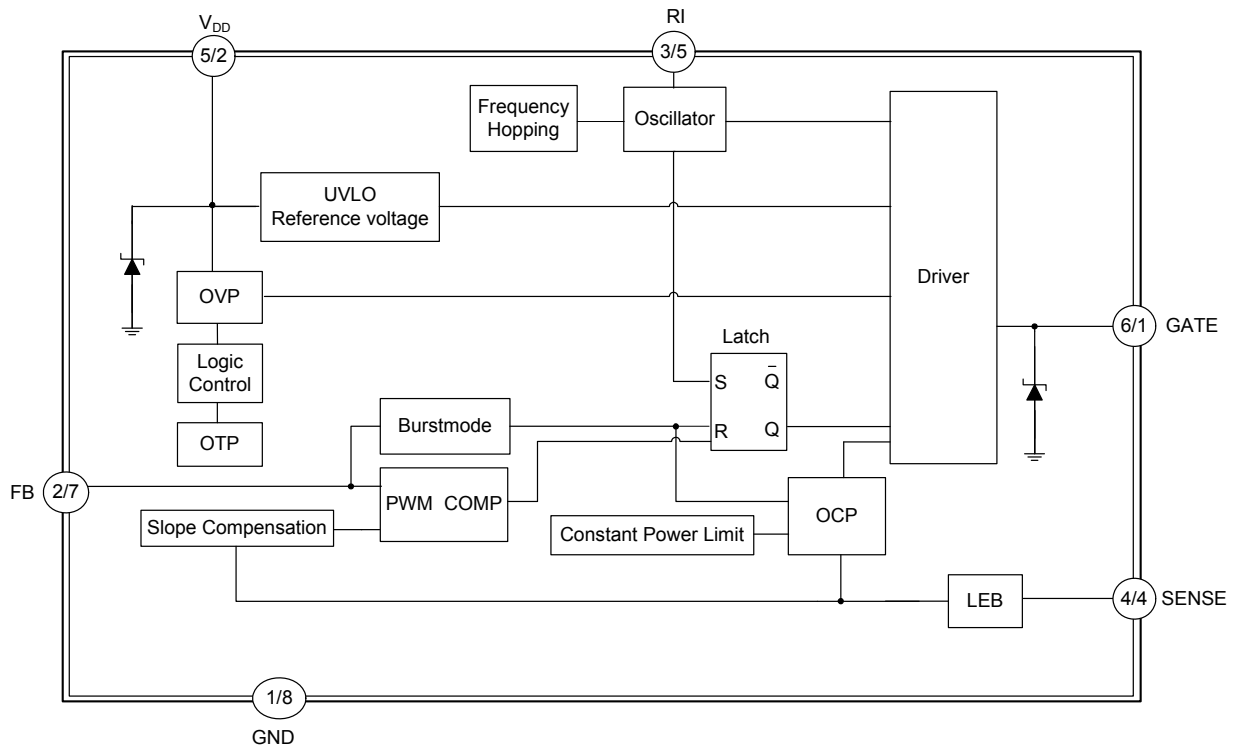 VDD
5/2
RI
3/5
Frequency
Hopping
Oscillator
UVLO
Reference voltage
Driver
OVP
6/1 GATE
Logic
Control
Latch
S Q̅
R Q
OTP
Burstmode
FB 2/7
PWM COMP
Slope Compensation
OCP
Constant Power Limit
LEB
4/4 SENSE
1/8
GND